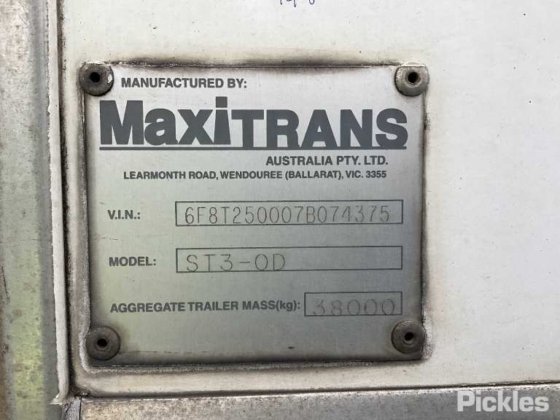 MANUFACTURED BY:
MaxiTRANS
AUSTRALIA PTY. LTD.
LEARMONTH ROAD, WENDOUREE (BALLARAT), VIC. 3355
V.I.N.: 6F8T250007B074375
MODEL: ST3-OD
AGGREGATE TRAILER MASS(kg): 38000
Pickles